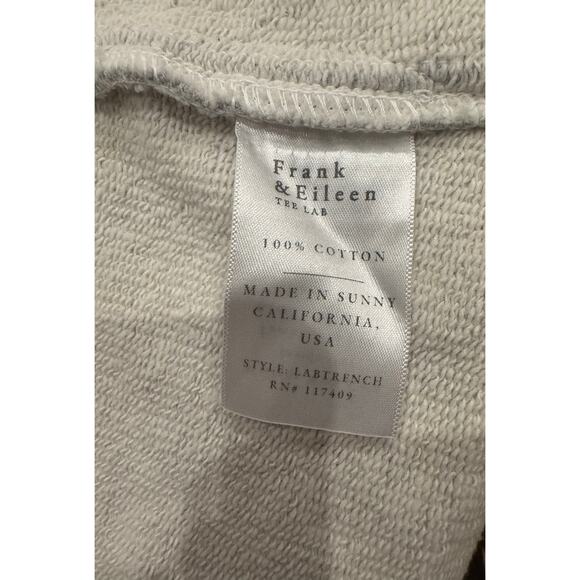 Frank
& Eileen
TEE LAB
100% COTTON
MADE IN SUNNY
CALIFORNIA,
USA
STYLE: LABTRENCH
RN# 117409